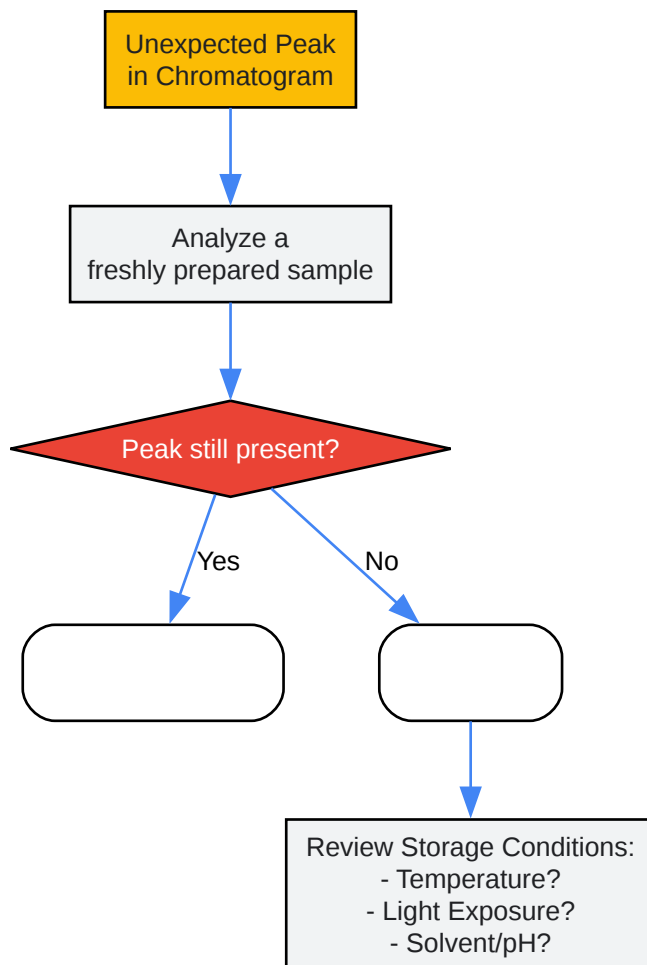 Unexpected Peak
in Chromatogram
Analyze a
freshly prepared sample
Peak still present?
Yes
No
Review Storage Conditions:
- Temperature?
- Light Exposure?
- Solvent/pH?